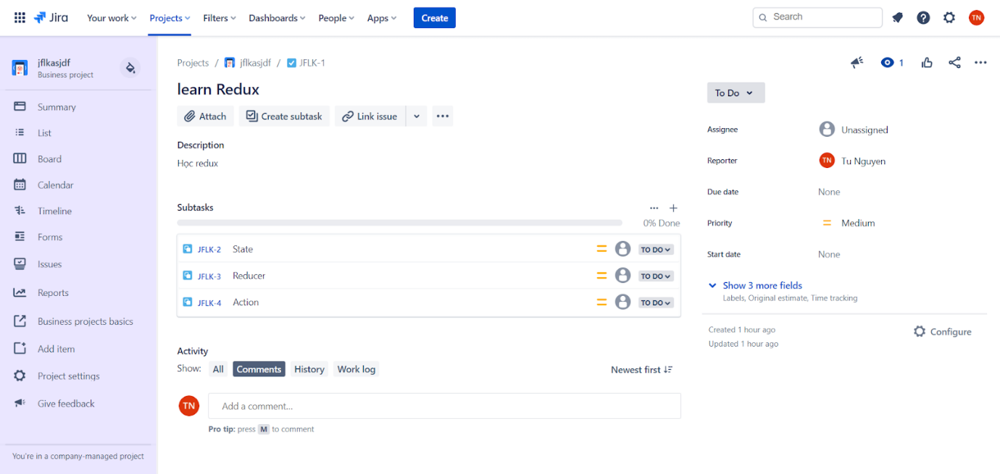 Jira Your work Projects Filters Dashboards People Apps Create Search TN
jflkasjdf
Business project
Summary
List
Board
Calendar
Timeline
Forms
Issues
Reports
Business projects basics
Add item
Project settings
Give feedback
You're in a company-managed project
Projects / jflkasjdf / JFLK-1
1
learn Redux
Attach Create subtask Link issue
Description
Học redux
Subtasks
0% Done
JFLK-2 State TO DO
JFLK-3 Reducer TO DO
JFLK-4 Action TO DO
Activity
Show: All Comments History Work log Newest first
TN Add a comment...
Pro tip: press M to comment
To Do
Assignee Unassigned
Reporter TN Tu Nguyen
Due date None
Priority Medium
Start date None
Show 3 more fields
Labels, Original estimate, Time tracking
Created 1 hour ago Configure
Updated 1 hour ago